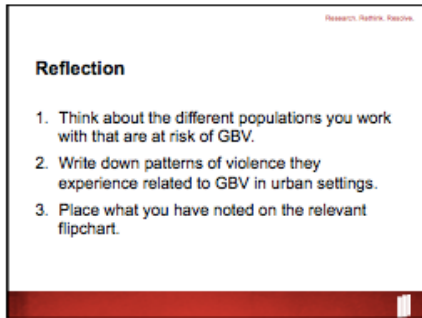 Research. Rethink. Resolve.
Reflection
1. Think about the different populations you work
with that are at risk of GBV.
2. Write down patterns of violence they
experience related to GBV in urban settings.
3. Place what you have noted on the relevant
flipchart.